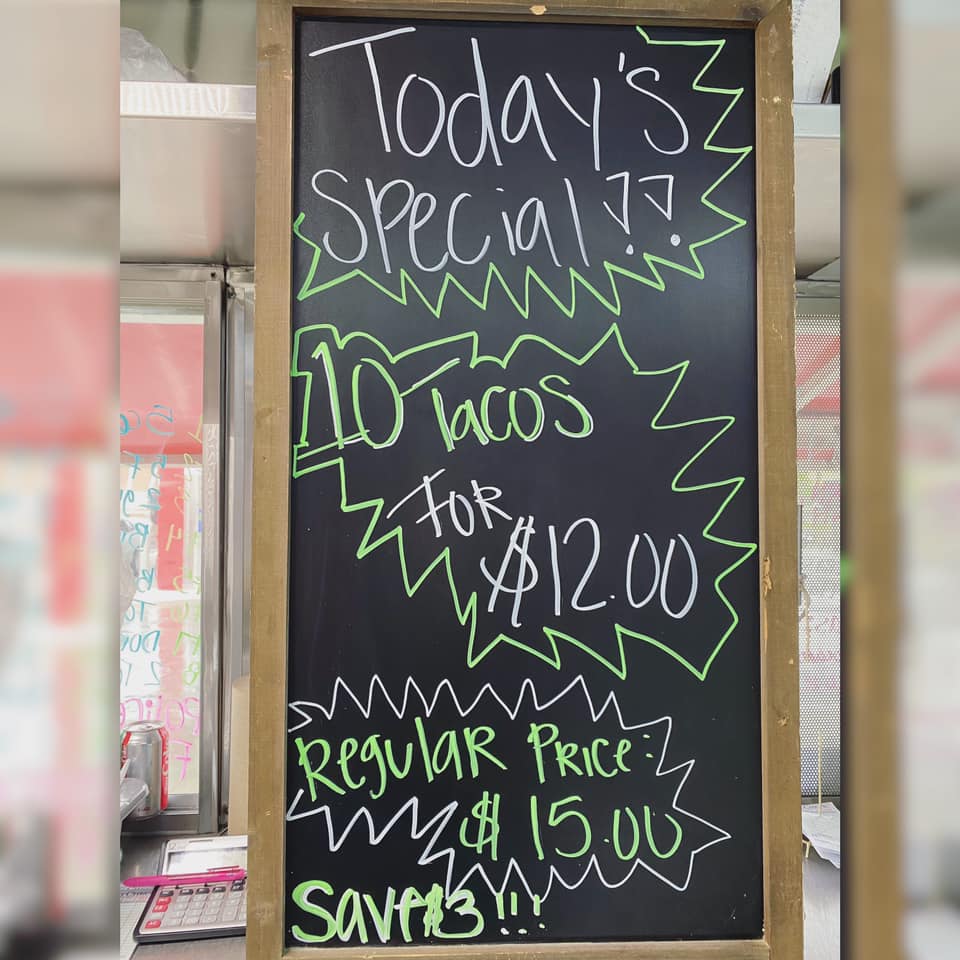 Today's
Special!!
10 Tacos
For
$12.00
Regular Price:
$15.00
Save $3!!!